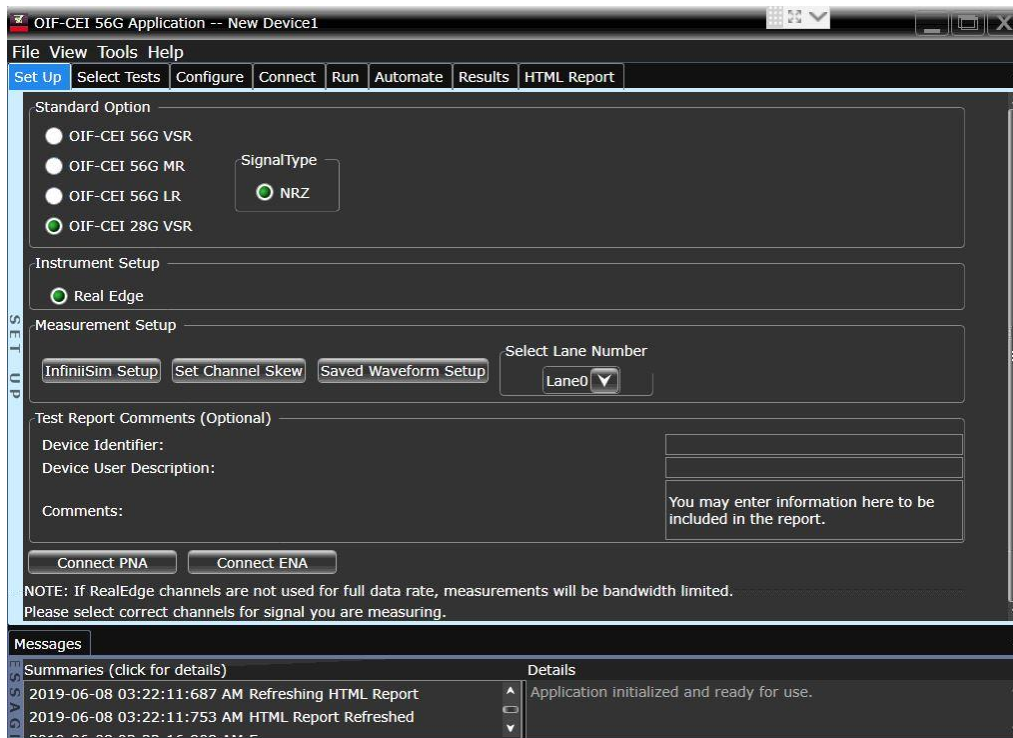 OIF-CEI 56G Application -- New Device1
File View Tools Help
Set Up Select Tests Configure Connect Run Automate Results HTML Report
Standard Option
OIF-CEI 56G VSR
OIF-CEI 56G MR
OIF-CEI 56G LR
OIF-CEI 28G VSR
SignalType
NRZ
Instrument Setup
Real Edge
SET UP
Measurement Setup
InfiniiSim Setup Set Channel Skew Saved Waveform Setup
Select Lane Number
Lane0
Test Report Comments (Optional)
Device Identifier:
Device User Description:
Comments:
You may enter information here to be
included in the report.
Connect PNA Connect ENA
NOTE: If RealEdge channels are not used for full data rate, measurements will be bandwidth limited.
Please select correct channels for signal you are measuring.
Messages
Summaries (click for details) Details
2019-06-08 03:22:11:687 AM Refreshing HTML Report
2019-06-08 03:22:11:753 AM HTML Report Refreshed
Application initialized and ready for use.